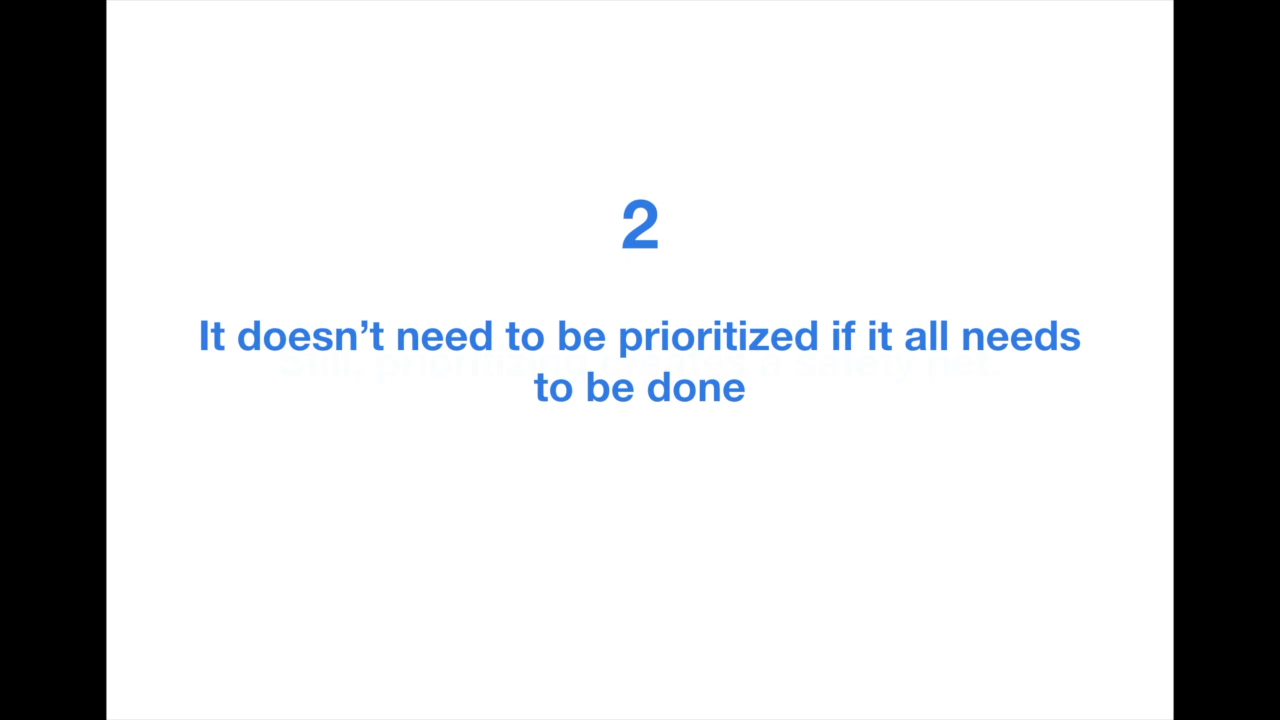 2
It doesn’t need to be prioritized if it all needs
to be done